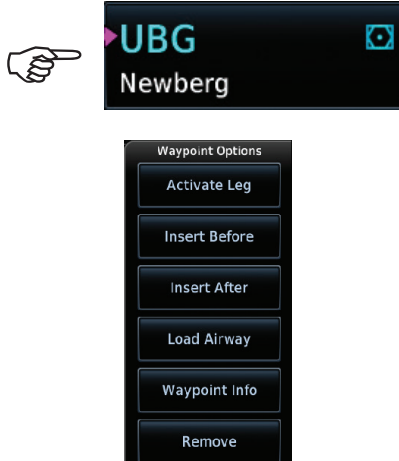 UBG
Newberg
Waypoint Options
Activate Leg
Insert Before
Insert After
Load Airway
Waypoint Info
Remove